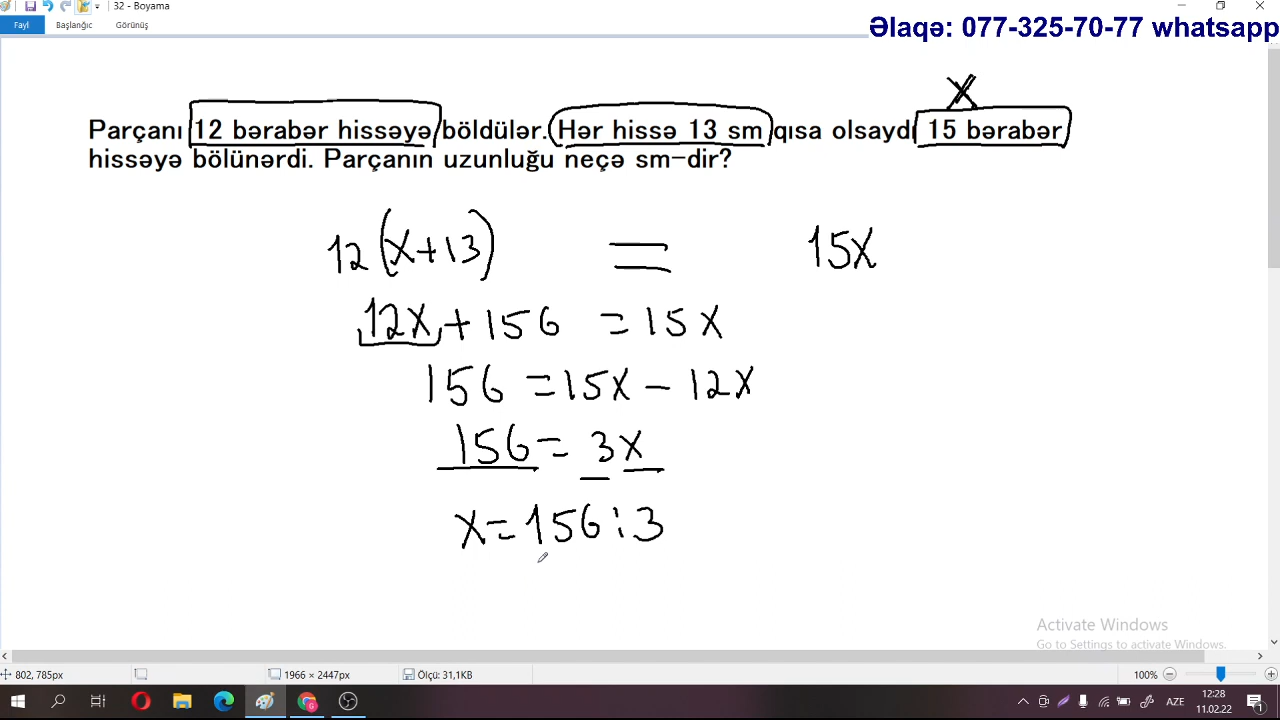 32 - Boyama
Fayl Başlanğıc Görünüş
Əlaqə: 077-325-70-77 whatsapp
x
Parçanı 12 bərabər hissəyə böldülər. Hər hissə 13 sm qısa olsaydı 15 bərabər
hissəyə bölünərdi. Parçanın uzunluğu neçə sm-dir?
12(x+13) = 15x
12x + 156 = 15x
156 = 15x - 12x
156 = 3x
x = 156 : 3
Activate Windows
Go to Settings to activate Windows.
802, 785px 1966 × 2447px Ölçü: 31,1KB 100%
AZE 12:28
11.02.22 1